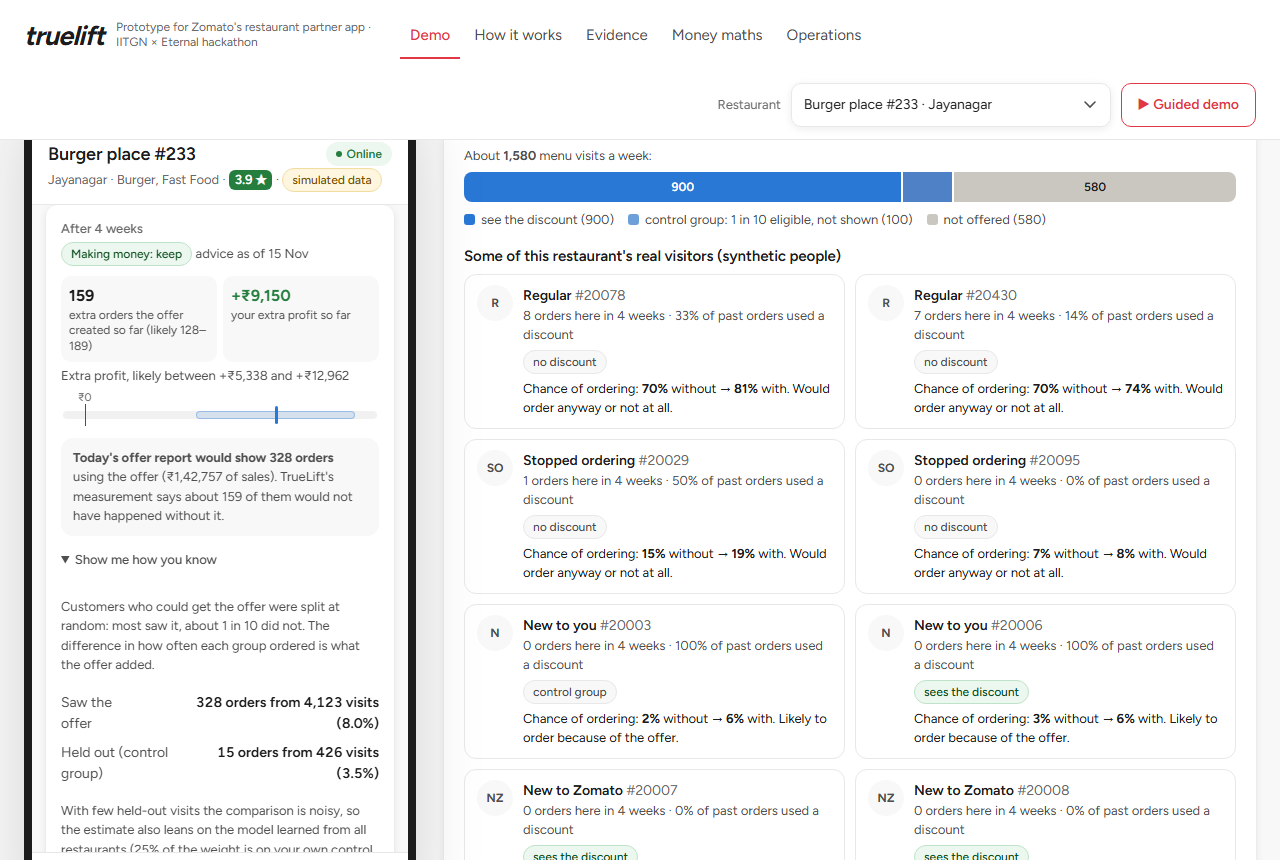 truelift
Prototype for Zomato's restaurant partner app ·
IITGN × Eternal hackathon
Demo
How it works
Evidence
Money maths
Operations
Restaurant
Burger place #233 · Jayanagar
▶ Guided demo
Burger place #233
● Online
Jayanagar · Burger, Fast Food · 3.9 ★ · simulated data
After 4 weeks
Making money: keep advice as of 15 Nov
159
extra orders the offer
created so far (likely 128–
189)
+₹9,150
your extra profit so far
Extra profit, likely between +₹5,338 and +₹12,962
₹0
Today's offer report would show 328 orders
using the offer (₹1,42,757 of sales). TrueLift's
measurement says about 159 of them would not
have happened without it.
▼ Show me how you know
Customers who could get the offer were split at
random: most saw it, about 1 in 10 did not. The
difference in how often each group ordered is what
the offer added.
Saw the
offer
328 orders from 4,123 visits
(8.0%)
Held out (control
group)
15 orders from 426 visits
(3.5%)
With few held-out visits the comparison is noisy, so
the estimate also leans on the model learned from all
restaurants (25% of the weight is on your own control
About 1,580 menu visits a week:
900
580
see the discount (900)
control group: 1 in 10 eligible, not shown (100)
not offered (580)
Some of this restaurant's real visitors (synthetic people)
R
Regular #20078
8 orders here in 4 weeks · 33% of past orders used a
discount
no discount
Chance of ordering: 70% without → 81% with. Would
order anyway or not at all.
R
Regular #20430
7 orders here in 4 weeks · 14% of past orders used a
discount
no discount
Chance of ordering: 70% without → 74% with. Would
order anyway or not at all.
SO
Stopped ordering #20029
1 orders here in 4 weeks · 50% of past orders used a
discount
no discount
Chance of ordering: 15% without → 19% with. Would
order anyway or not at all.
SO
Stopped ordering #20095
0 orders here in 4 weeks · 0% of past orders used a
discount
no discount
Chance of ordering: 7% without → 8% with. Would
order anyway or not at all.
N
New to you #20003
0 orders here in 4 weeks · 100% of past orders used
a discount
control group
Chance of ordering: 2% without → 6% with. Likely to
order because of the offer.
N
New to you #20006
0 orders here in 4 weeks · 100% of past orders used
a discount
sees the discount
Chance of ordering: 3% without → 6% with. Likely to
order because of the offer.
NZ
New to Zomato #20007
0 orders here in 4 weeks · 0% of past orders used a
discount
sees the discount
NZ
New to Zomato #20008
0 orders here in 4 weeks · 0% of past orders used a
discount
sees the discount